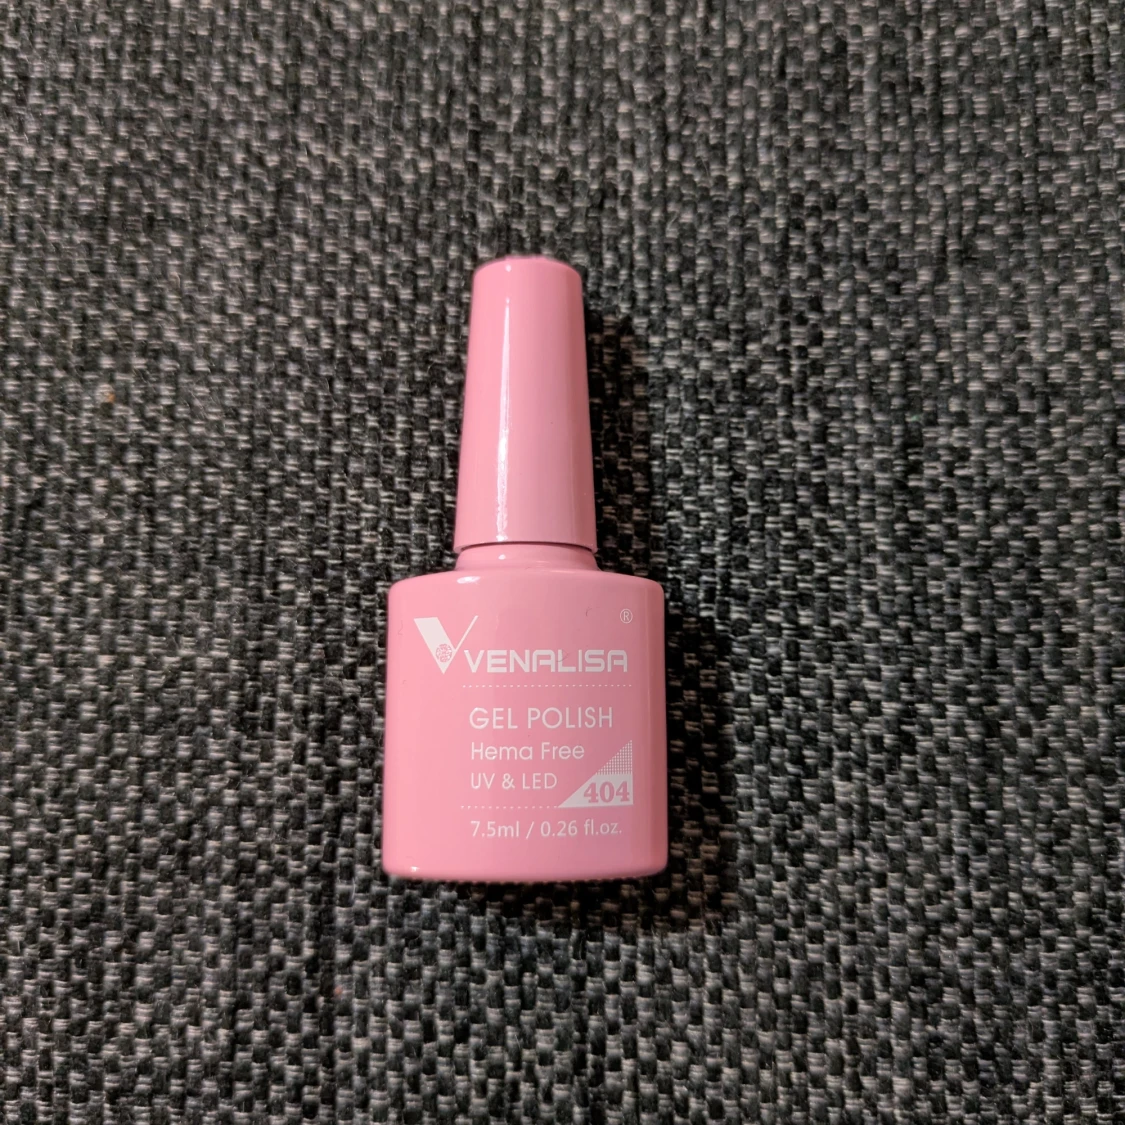 ®
VENALISA
GEL POLISH
Hema Free
UV & LED
404
7.5ml / 0.26 fl.oz.